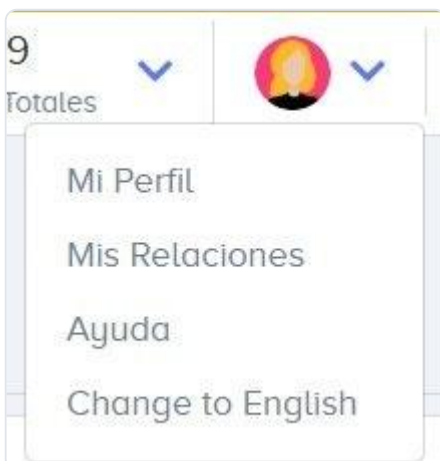 9
Totales
Mi Perfil
Mis Relaciones
Ayuda
Change to English